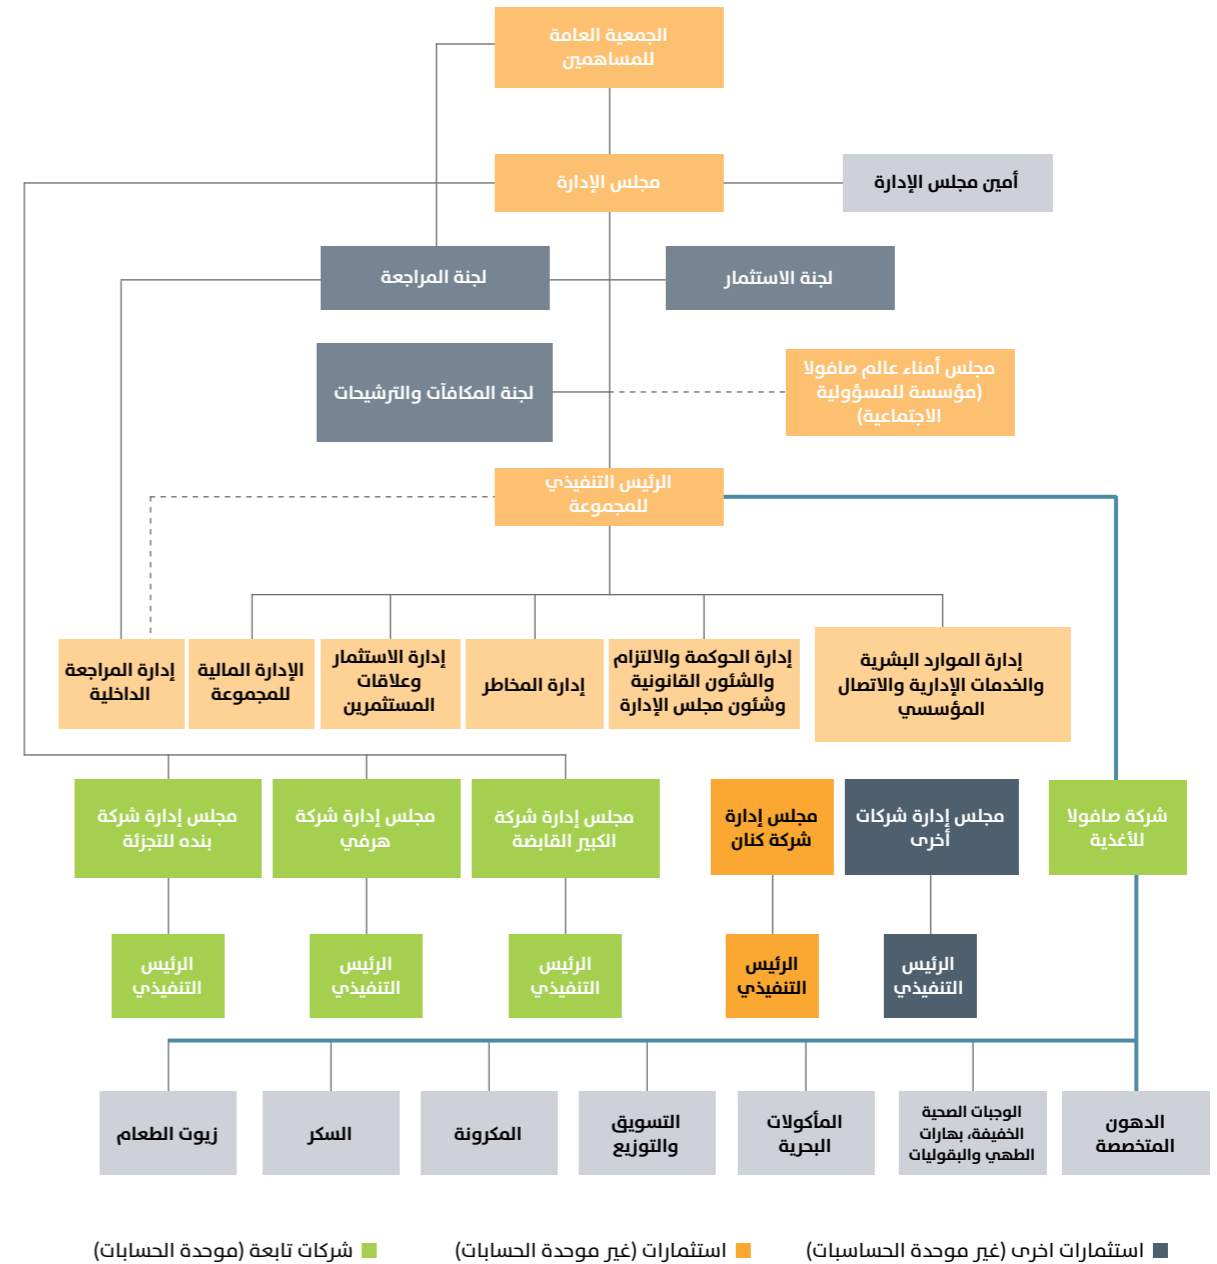 الجمعية العامة
للمساهمين
مجلس الإدارة
أمين مجلس الإدارة
لجنة الاستثمار
لجنة المراجعة
مجلس أمناء عالم صافولا
(مؤسسة للمسؤولية
الاجتماعية)
لجنة المكافآت والترشيحات
الرئيس التنفيذي
للمجموعة
إدارة الموارد البشرية
والخدمات الإدارية والاتصال
المؤسسي
إدارة الحوكمة والالتزام
والشئون القانونية
وشئون مجلس الإدارة
إدارة المخاطر
إدارة الاستثمار
وعلاقات
المستثمرين
الإدارة المالية
للمجموعة
إدارة المراجعة
الداخلية
شركة صافولا
للأغذية
مجلس إدارة شركات
أخرى
مجلس إدارة
شركة كنان
مجلس إدارة شركة
الكبير القابضة
مجلس إدارة شركة
هرفي
مجلس إدارة شركة
بنده للتجزئة
الرئيس
التنفيذي
الرئيس
التنفيذي
الرئيس
التنفيذي
الرئيس
التنفيذي
الرئيس
التنفيذي
الدهون
المتخصصة
الوجبات الصحية
الخفيفة، بهارات
الطهي والبقوليات
المأكولات
البحرية
التسويق
والتوزيع
المكرونة
السكر
زيوت الطعام
استثمارات اخرى (غير موحدة الحساسبات)
استثمارات (غير موحدة الحسابات)
شركات تابعة (موحدة الحسابات)